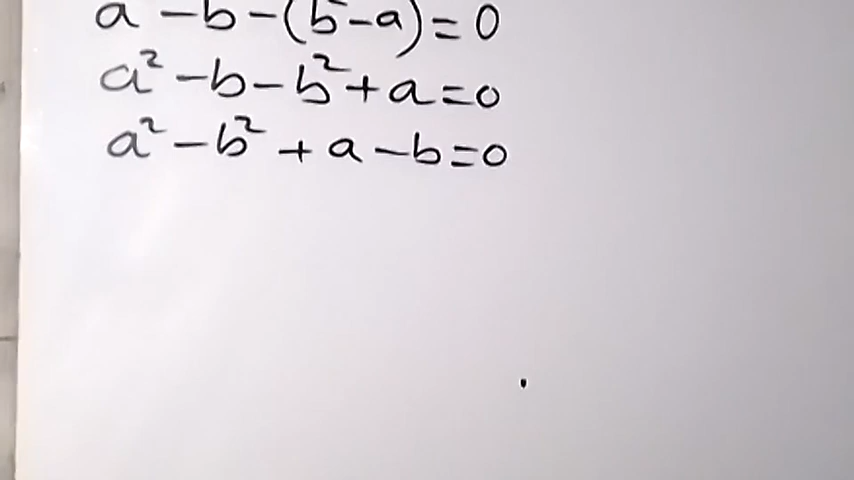 a - b - (b - a) = 0
a² - b - b² + a = 0
a² - b² + a - b = 0